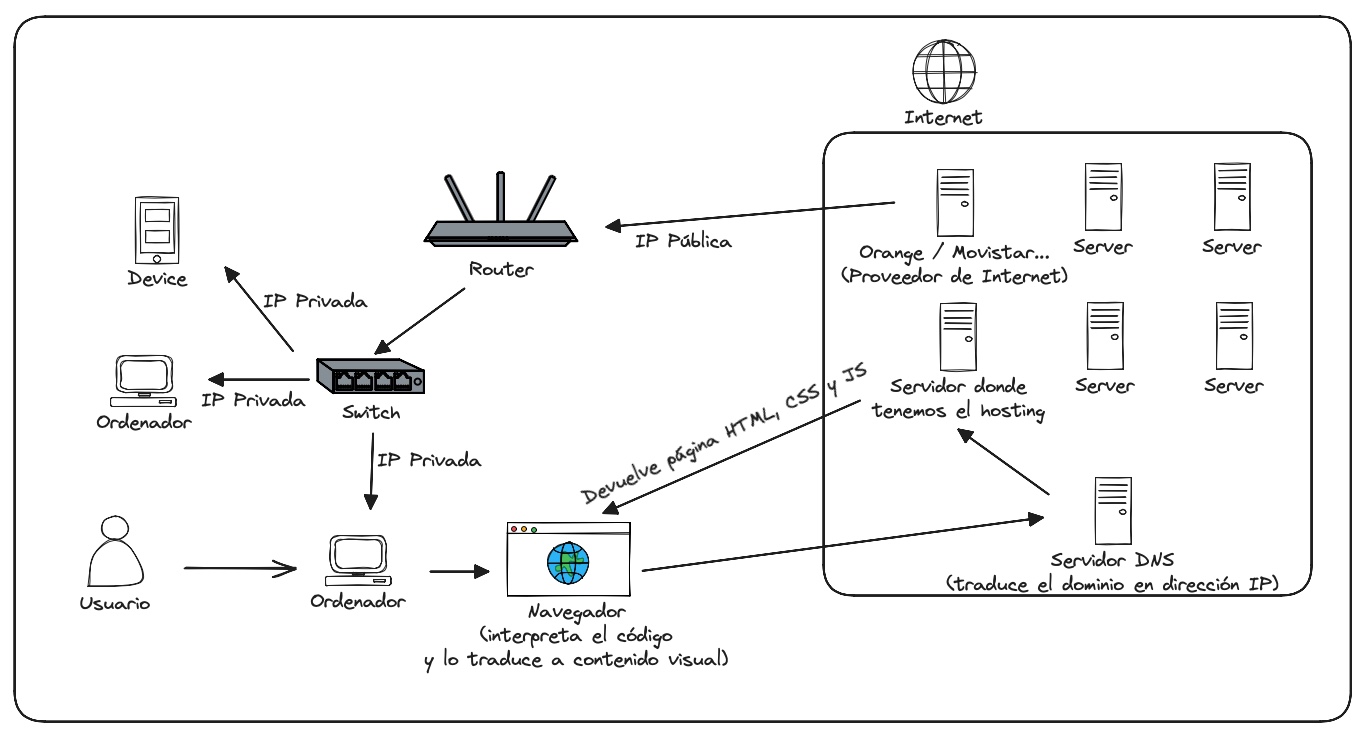 Internet
IP Pública
Orange / Movistar...
(Proveedor de Internet)
Server
Server
Router
Device
IP Privada
IP Privada
Ordenador
Switch
IP Privada
Devuelve página HTML, CSS y JS
Servidor donde
tenemos el hosting
Server
Server
Servidor DNS
(traduce el dominio en dirección IP)
Usuario
Ordenador
Navegador
(interpreta el código
y lo traduce a contenido visual)